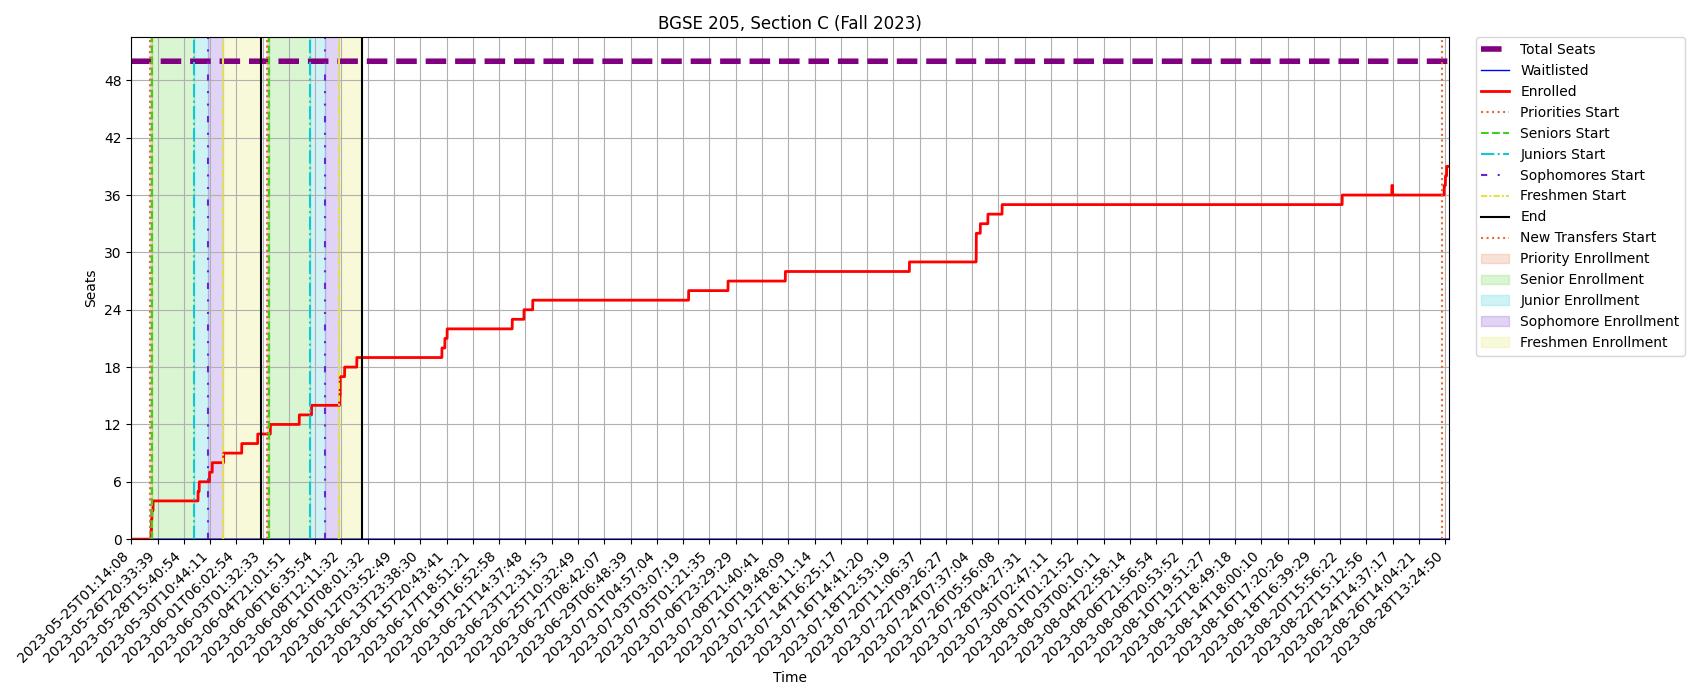 BGSE 205, Section C (Fall 2023)
Seats
48
42
36
30
24
18
12
6
0
2023-05-25T01:14:08
2023-05-26T20:33:39
2023-05-28T15:40:54
2023-05-30T10:44:11
2023-06-01T06:02:54
2023-06-03T01:32:33
2023-06-04T21:01:51
2023-06-06T16:35:54
2023-06-08T12:11:32
2023-06-10T08:01:32
2023-06-12T03:52:49
2023-06-13T23:38:30
2023-06-15T20:43:41
2023-06-17T18:51:21
2023-06-19T16:52:58
2023-06-21T14:37:48
2023-06-23T12:31:53
2023-06-25T10:32:49
2023-06-27T08:42:07
2023-06-29T06:48:39
2023-07-01T04:57:04
2023-07-03T03:07:19
2023-07-05T01:21:35
2023-07-06T23:29:29
2023-07-08T21:40:41
2023-07-10T19:48:09
2023-07-12T18:11:14
2023-07-14T16:25:17
2023-07-16T14:41:20
2023-07-18T12:53:19
2023-07-20T11:06:37
2023-07-22T09:26:27
2023-07-24T07:37:04
2023-07-26T05:56:08
2023-07-28T04:27:31
2023-07-30T02:47:11
2023-08-01T01:21:52
2023-08-03T00:10:11
2023-08-04T22:58:14
2023-08-06T21:56:54
2023-08-08T20:53:52
2023-08-10T19:51:27
2023-08-12T18:49:18
2023-08-14T18:00:10
2023-08-16T17:20:26
2023-08-18T16:39:29
2023-08-20T15:56:22
2023-08-22T15:12:56
2023-08-24T14:37:17
2023-08-26T14:04:21
2023-08-28T13:24:50
Time
Total Seats
Waitlisted
Enrolled
Priorities Start
Seniors Start
Juniors Start
Sophomores Start
Freshmen Start
End
New Transfers Start
Priority Enrollment
Senior Enrollment
Junior Enrollment
Sophomore Enrollment
Freshmen Enrollment